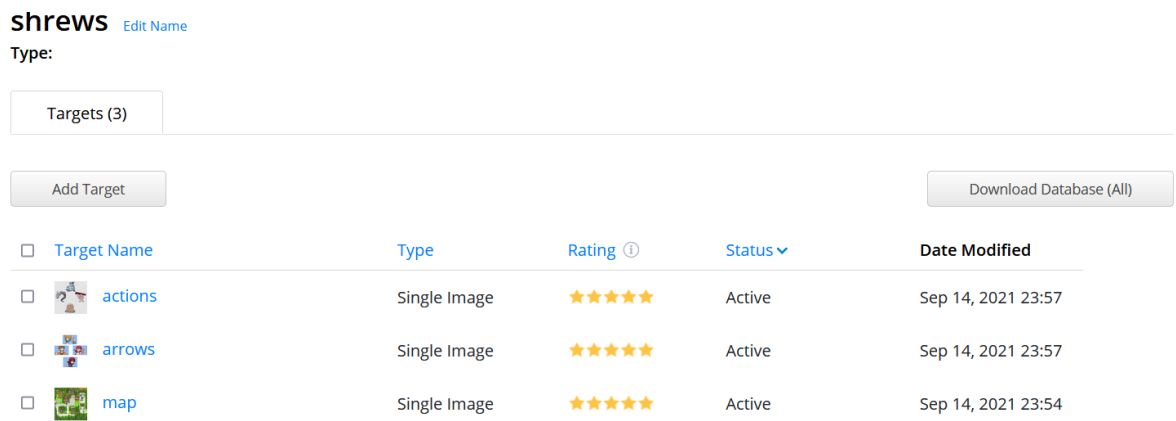 shrews Edit Name
Type:
Targets (3)
Add Target Download Database (All)
Target Name Type Rating Status Date Modified
actions Single Image Active Sep 14, 2021 23:57
arrows Single Image Active Sep 14, 2021 23:57
map Single Image Active Sep 14, 2021 23:54